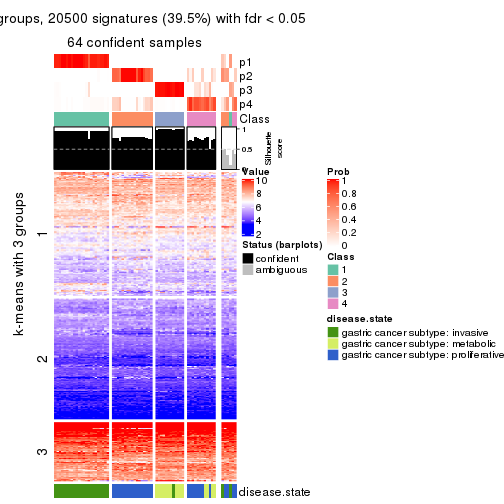 groups, 20500 signatures (39.5%) with fdr < 0.05
64 confident samples
p1
p2
p3
p4
Class
1
0.5
0
Silhouette
score
k-means with 3 groups
1
2
3
disease.state
Value
10
8
6
4
2
Status (barplots)
confident
ambiguous
Prob
1
0.8
0.6
0.4
0.2
0
Class
1
2
3
4
disease.state
gastric cancer subtype: invasive
gastric cancer subtype: metabolic
gastric cancer subtype: proliferative